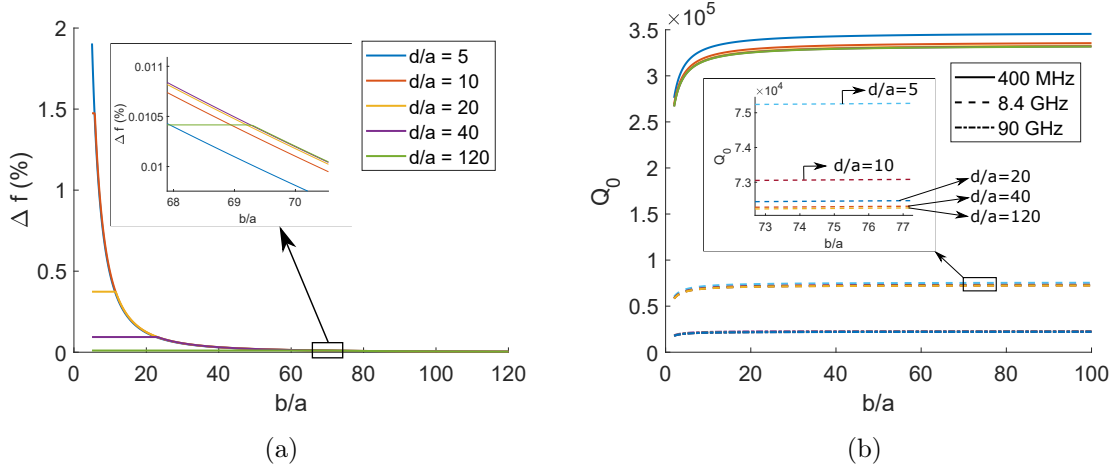 2
1.5
1
0.5
0
0 20 40 60 80 100 120
Δ f (%)
b/a
d/a = 5
d/a = 10
d/a = 20
d/a = 40
d/a = 120
0.011
0.0105
0.01
68 69 70
Δ f (%)
b/a
(a)
×10⁵
3.5
3
2.5
2
1.5
1
0.5
0
0 20 40 60 80 100
Q₀
b/a
400 MHz
8.4 GHz
90 GHz
×10⁴
7.5
7.4
7.3
72 73 74 75 76 77
Q₀
b/a
d/a=5
d/a=10
d/a=20
d/a=40
d/a=120
(b)